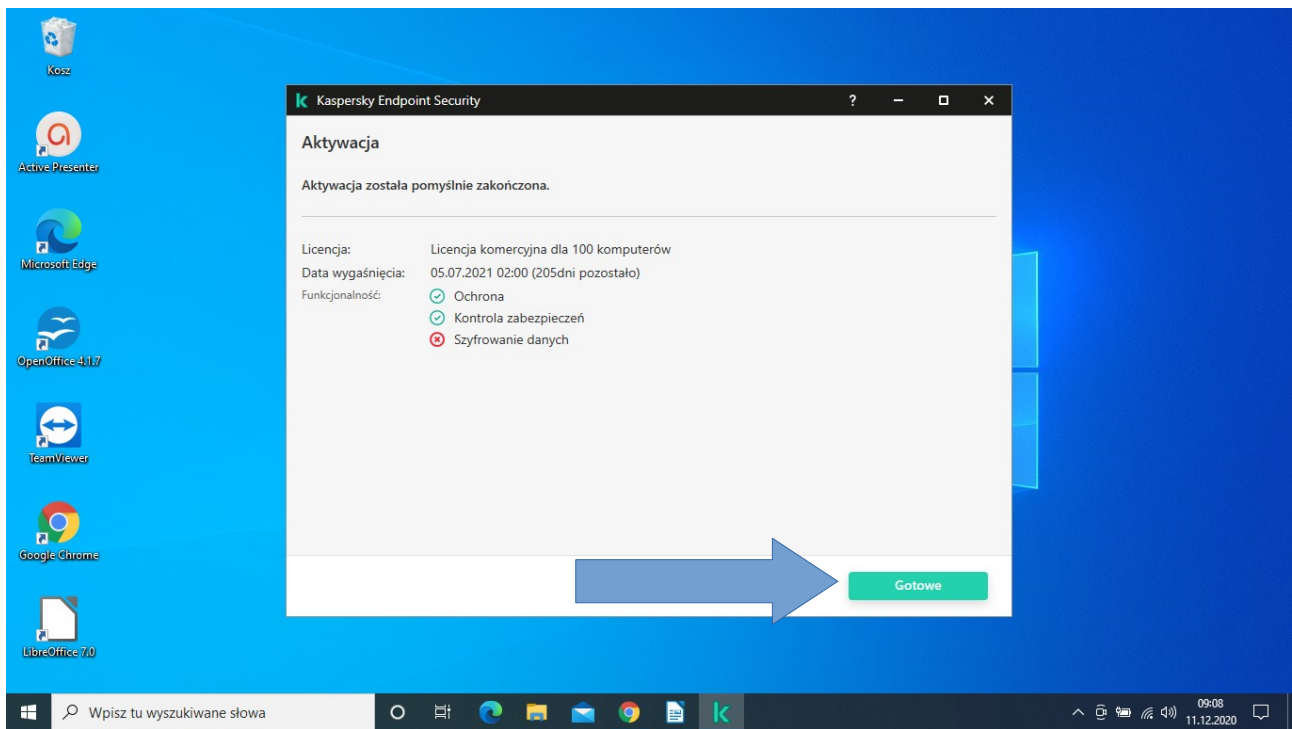 Kosz
Active Presenter
Microsoft Edge
OpenOffice 4.1.7
TeamViewer
Google Chrome
LibreOffice 7.0
Kaspersky Endpoint Security
Aktywacja
Aktywacja została pomyślnie zakończona.
Licencja: Licencja komercyjna dla 100 komputerów
Data wygaśnięcia: 05.07.2021 02:00 (205dni pozostało)
Funkcjonalność: Ochrona
Kontrola zabezpieczeń
Szyfrowanie danych
Gotowe
Wpisz tu wyszukiwane słowa
09:08
11.12.2020